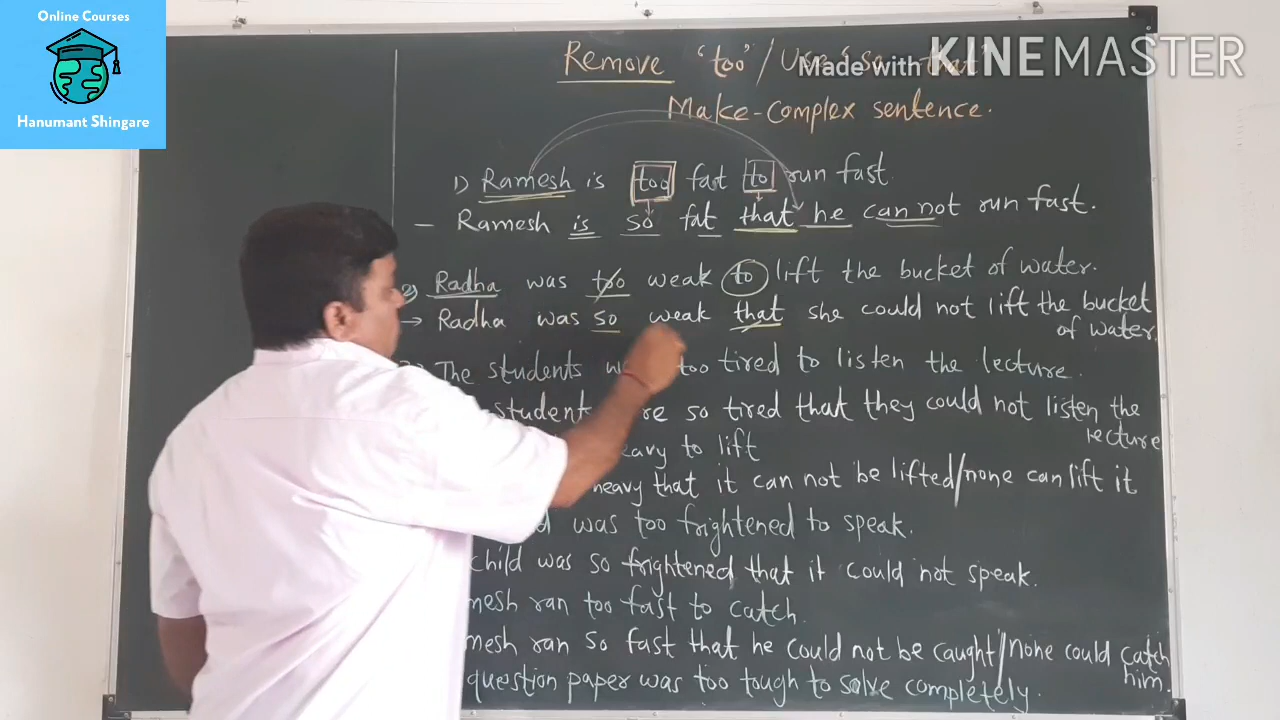 Online Courses
Hanumant Shingare
Made with KINEMASTER
Remove 'too' / Use 'so that'
Make-Complex sentence.
1) Ramesh is too fat to run fast.
- Ramesh is so fat that he can not run fast.
Radha was too weak to lift the bucket of water.
→ Radha was so weak that she could not lift the bucket
of water.
The students too tired to listen the lecture.
student so tired that they could not listen the
lecture
to lift
heavy that it can not be lifted/none can lift it
was too frightened to speak.
child was so frightened that it could not speak.
mesh ran too fast to catch.
mesh ran so fast that he could not be caught/none could catch
him.
question paper was too tough to solve completely.